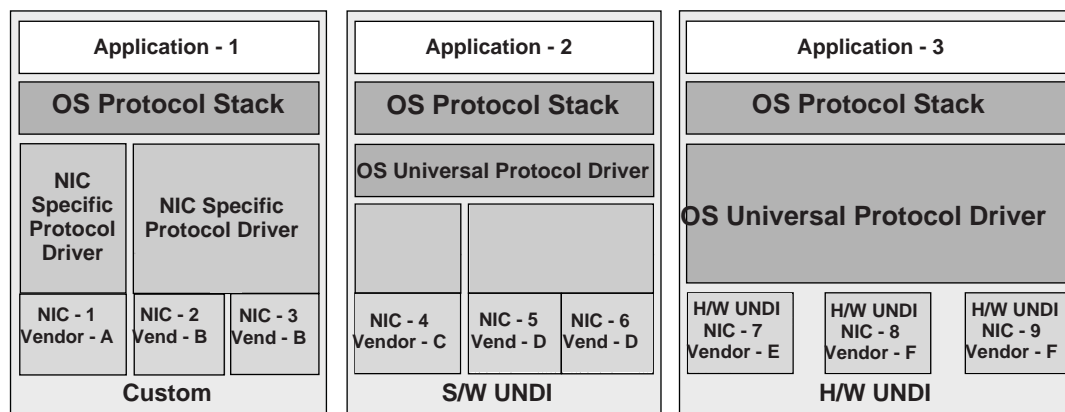 Application - 1
OS Protocol Stack
NIC
Specific
Protocol
Driver
NIC Specific
Protocol Driver
NIC - 1
Vendor - A
NIC - 2
Vend - B
NIC - 3
Vend - B
Custom
Application - 2
OS Protocol Stack
OS Universal Protocol Driver
NIC - 4
Vendor - C
NIC - 5
Vend - D
NIC - 6
Vend - D
S/W UNDI
Application - 3
OS Protocol Stack
OS Universal Protocol Driver
H/W UNDI
NIC - 7
Vendor - E
H/W UNDI
NIC - 8
Vendor - F
H/W UNDI
NIC - 9
Vendor - F
H/W UNDI